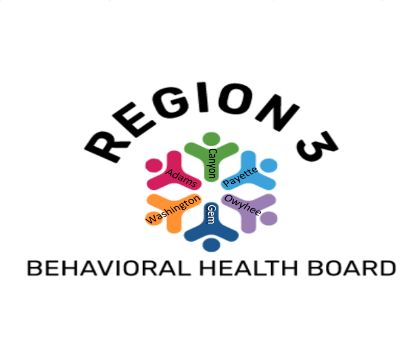 REGION 3
Canyon
Adams
Payette
Washington
Owyhee
Gem
BEHAVIORAL HEALTH BOARD